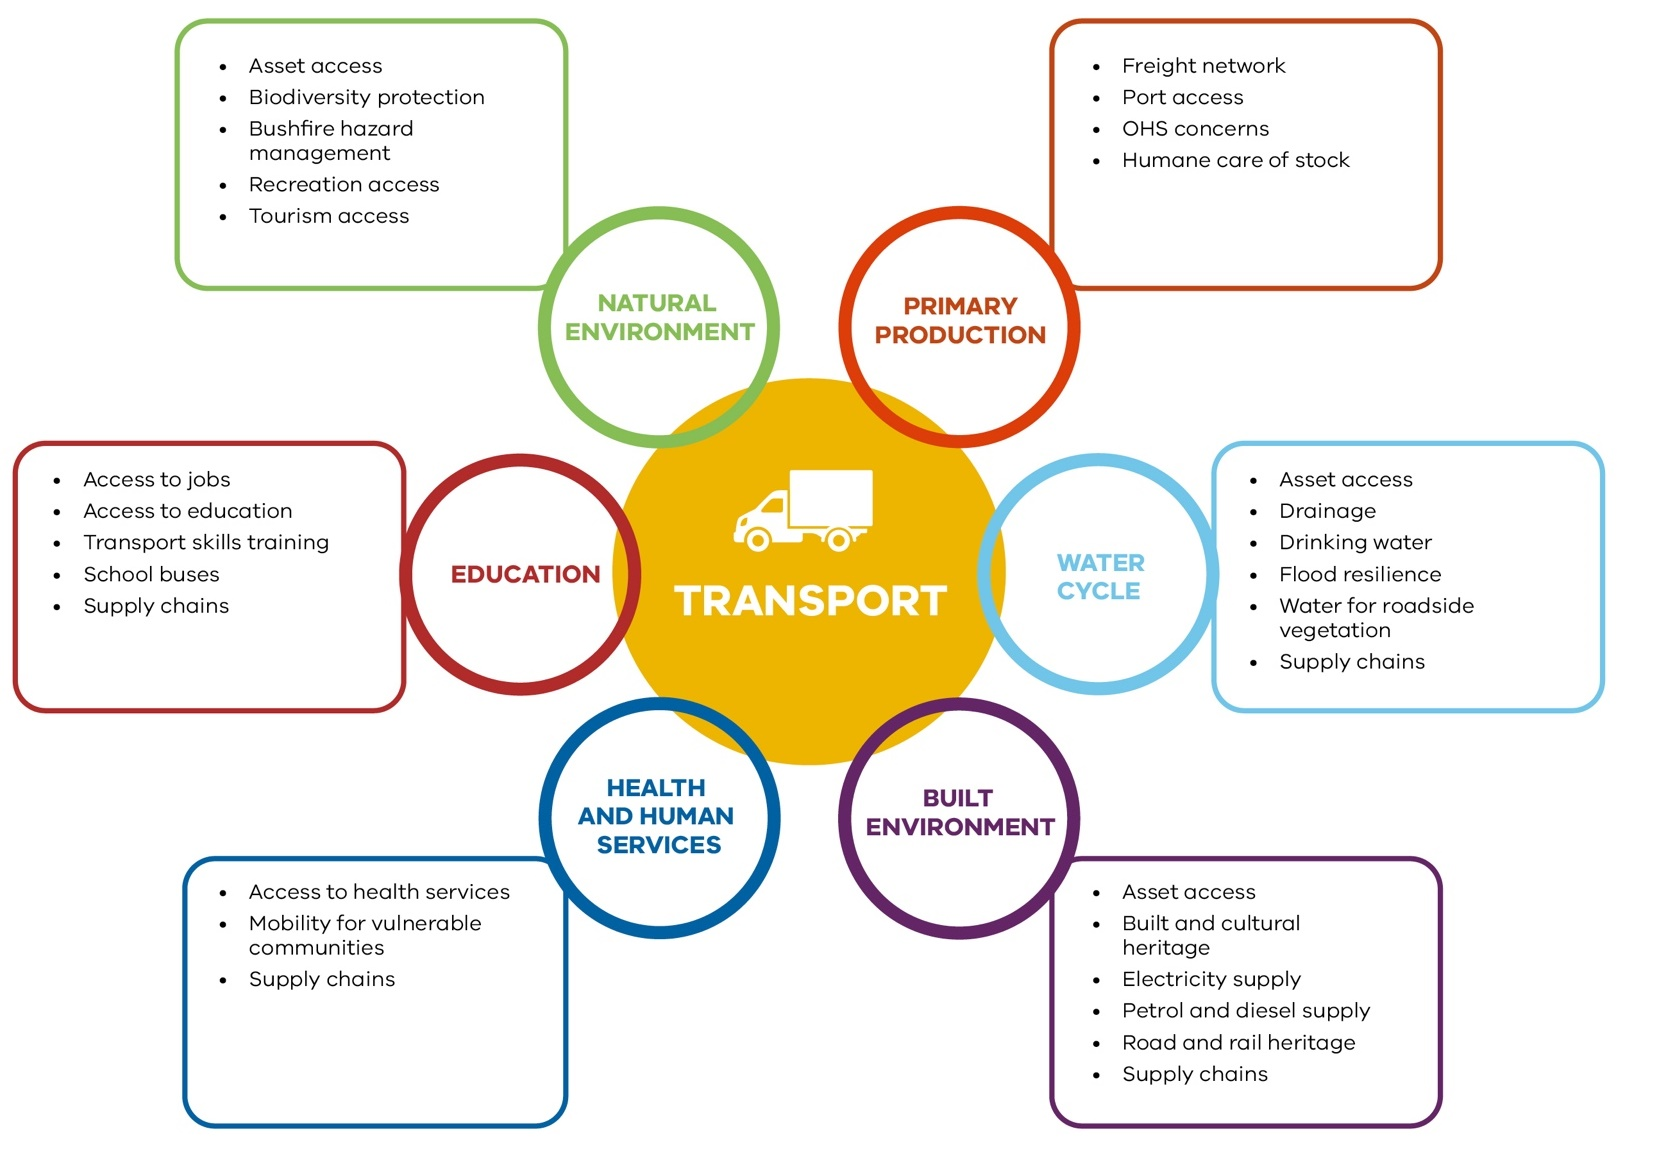 • Asset access
• Biodiversity protection
• Bushfire hazard
management
• Recreation access
• Tourism access
• Freight network
• Port access
• OHS concerns
• Humane care of stock
NATURAL
ENVIRONMENT
PRIMARY
PRODUCTION
• Access to jobs
• Access to education
• Transport skills training
• School buses
• Supply chains
EDUCATION
TRANSPORT
WATER
CYCLE
• Asset access
• Drainage
• Drinking water
• Flood resilience
• Water for roadside
vegetation
• Supply chains
HEALTH
AND HUMAN
SERVICES
BUILT
ENVIRONMENT
• Access to health services
• Mobility for vulnerable
communities
• Supply chains
• Asset access
• Built and cultural
heritage
• Electricity supply
• Petrol and diesel supply
• Road and rail heritage
• Supply chains